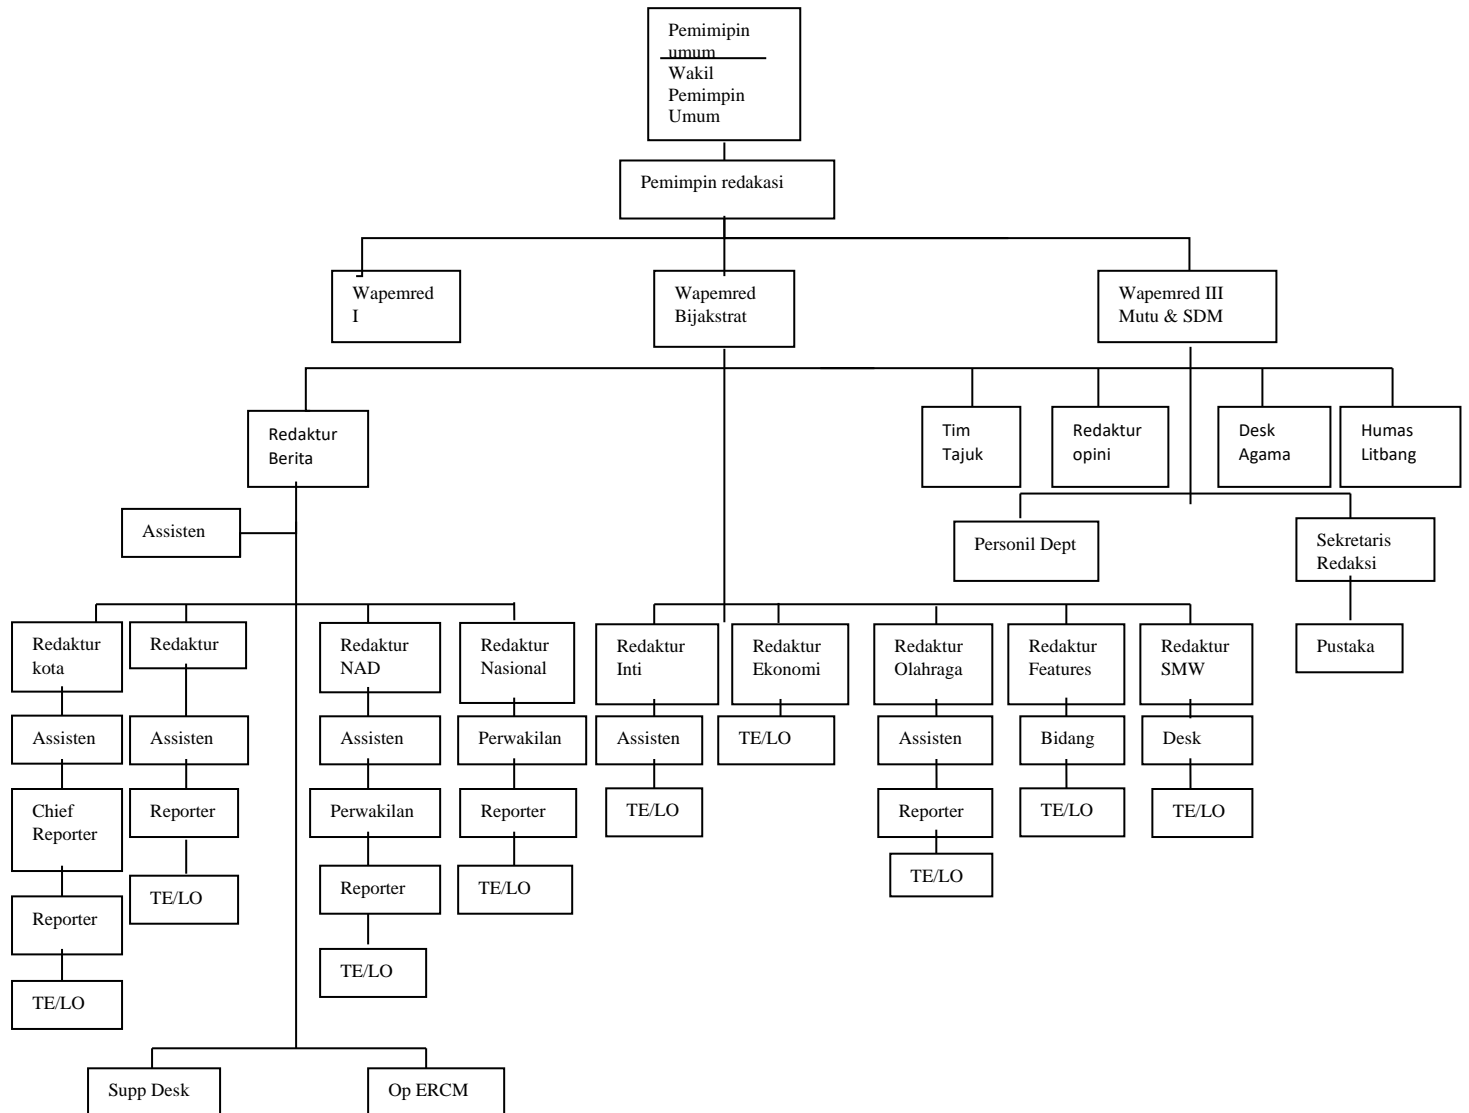 Pemimipin
umum
Wakil
Pemimpin
Umum
Pemimpin redakasi
Wapemred
I
Wapemred
Bijakstrat
Wapemred III
Mutu & SDM
Redaktur
Berita
Tim
Tajuk
Redaktur
opini
Desk
Agama
Humas
Litbang
Assisten
Personil Dept
Sekretaris
Redaksi
Redaktur
kota
Redaktur
Redaktur
NAD
Redaktur
Nasional
Redaktur
Inti
Redaktur
Ekonomi
Redaktur
Olahraga
Redaktur
Features
Redaktur
SMW
Pustaka
Assisten
Assisten
Assisten
Perwakilan
Assisten
TE/LO
Assisten
Bidang
Desk
Chief
Reporter
Reporter
Perwakilan
Reporter
TE/LO
Reporter
TE/LO
TE/LO
Reporter
TE/LO
Reporter
TE/LO
TE/LO
TE/LO
TE/LO
Supp Desk
Op ERCM